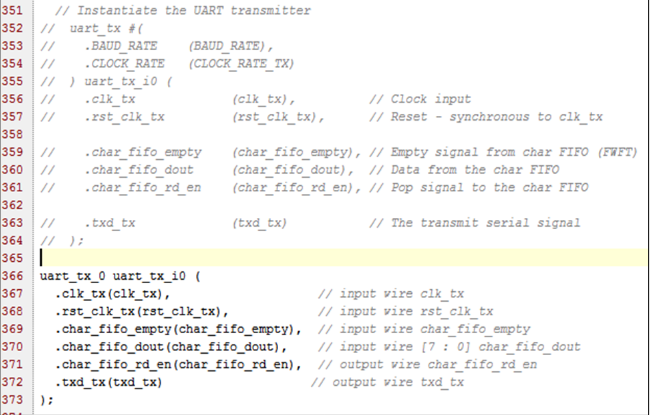 351   // Instantiate the UART transmitter
352 //  uart_tx #(
353 //    .BAUD_RATE    (BAUD_RATE),
354 //    .CLOCK_RATE   (CLOCK_RATE_TX)
355 //  ) uart_tx_i0 (
356 //    .clk_tx             (clk_tx),          // Clock input
357 //    .rst_clk_tx         (rst_clk_tx),      // Reset - synchronous to clk_tx
358
359 //    .char_fifo_empty    (char_fifo_empty), // Empty signal from char FIFO (FWFT)
360 //    .char_fifo_dout     (char_fifo_dout),  // Data from the char FIFO
361 //    .char_fifo_rd_en    (char_fifo_rd_en), // Pop signal to the char FIFO
362
363 //    .txd_tx             (txd_tx)           // The transmit serial signal
364 //  );
365
366 uart_tx_0 uart_tx_i0 (
367   .clk_tx(clk_tx),                    // input wire clk_tx
368   .rst_clk_tx(rst_clk_tx),            // input wire rst_clk_tx
369   .char_fifo_empty(char_fifo_empty),  // input wire char_fifo_empty
370   .char_fifo_dout(char_fifo_dout),    // input wire [7 : 0] char_fifo_dout
371   .char_fifo_rd_en(char_fifo_rd_en),  // output wire char_fifo_rd_en
372   .txd_tx(txd_tx)                    // output wire txd_tx
373 );